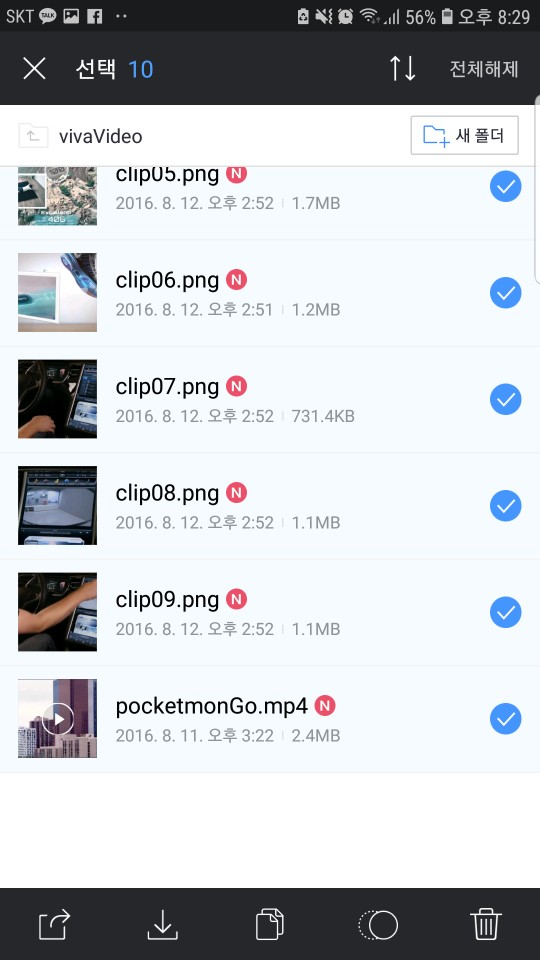 SKT TALK 56% 오후 8:29
선택 10 전체해제
vivaVideo 새 폴더
clip05.png N
2016. 8. 12. 오후 2:52 1.7MB
clip06.png N
2016. 8. 12. 오후 2:51 1.2MB
clip07.png N
2016. 8. 12. 오후 2:52 731.4KB
clip08.png N
2016. 8. 12. 오후 2:52 1.1MB
clip09.png N
2016. 8. 12. 오후 2:52 1.1MB
pocketmonGo.mp4 N
2016. 8. 11. 오후 3:22 2.4MB